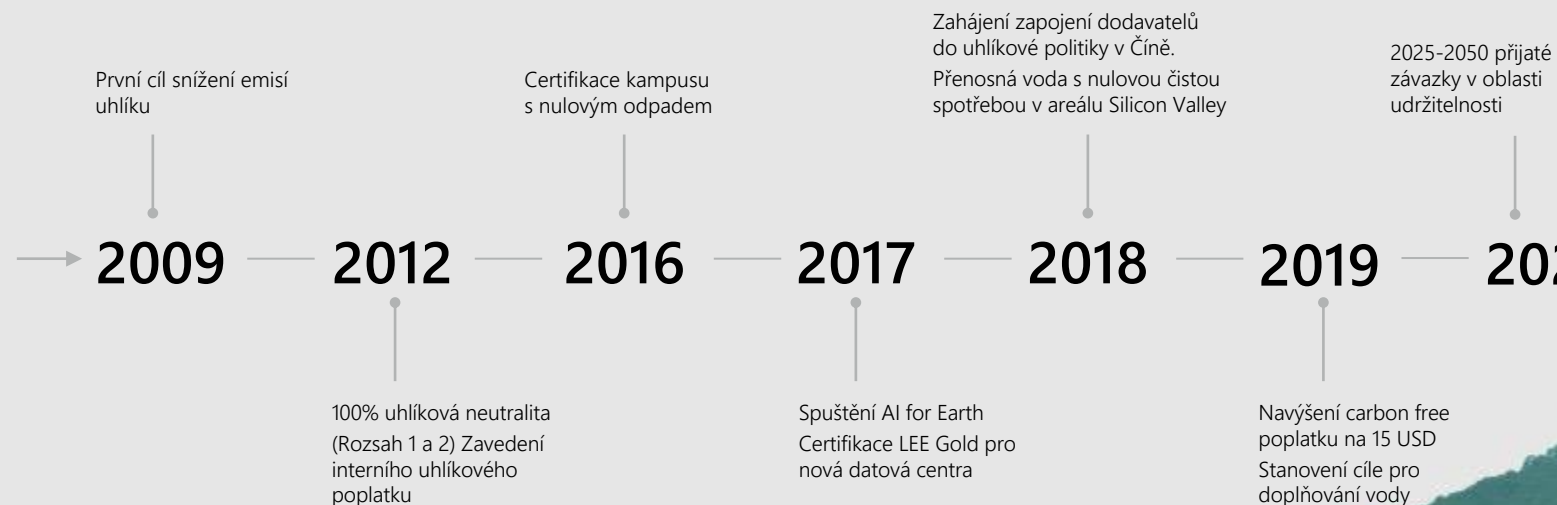 Zahájení zapojení dodavatelů
do uhlíkové politiky v Číně.
Přenosná voda s nulovou čistou
spotřebou v areálu Silicon Valley
2025-2050 přijaté
závazky v oblasti
udržitelnosti
První cíl snížení emisí
uhlíku
Certifikace kampusu
s nulovým odpadem
2009
2012
2016
2017
2018
2019
100% uhlíková neutralita
(Rozsah 1 a 2) Zavedení
interního uhlíkového
poplatku
Spuštění AI for Earth
Certifikace LEE Gold pro
nová datová centra
Navýšení carbon free
poplatku na 15 USD
Stanovení cíle pro
doplňování vody